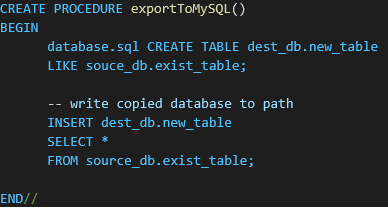 CREATE PROCEDURE exportToMySQL()
BEGIN
database.sql CREATE TABLE dest_db.new_table
LIKE souce_db.exist_table;
-- write copied database to path
INSERT dest_db.new_table
SELECT *
FROM source_db.exist_table;
END//